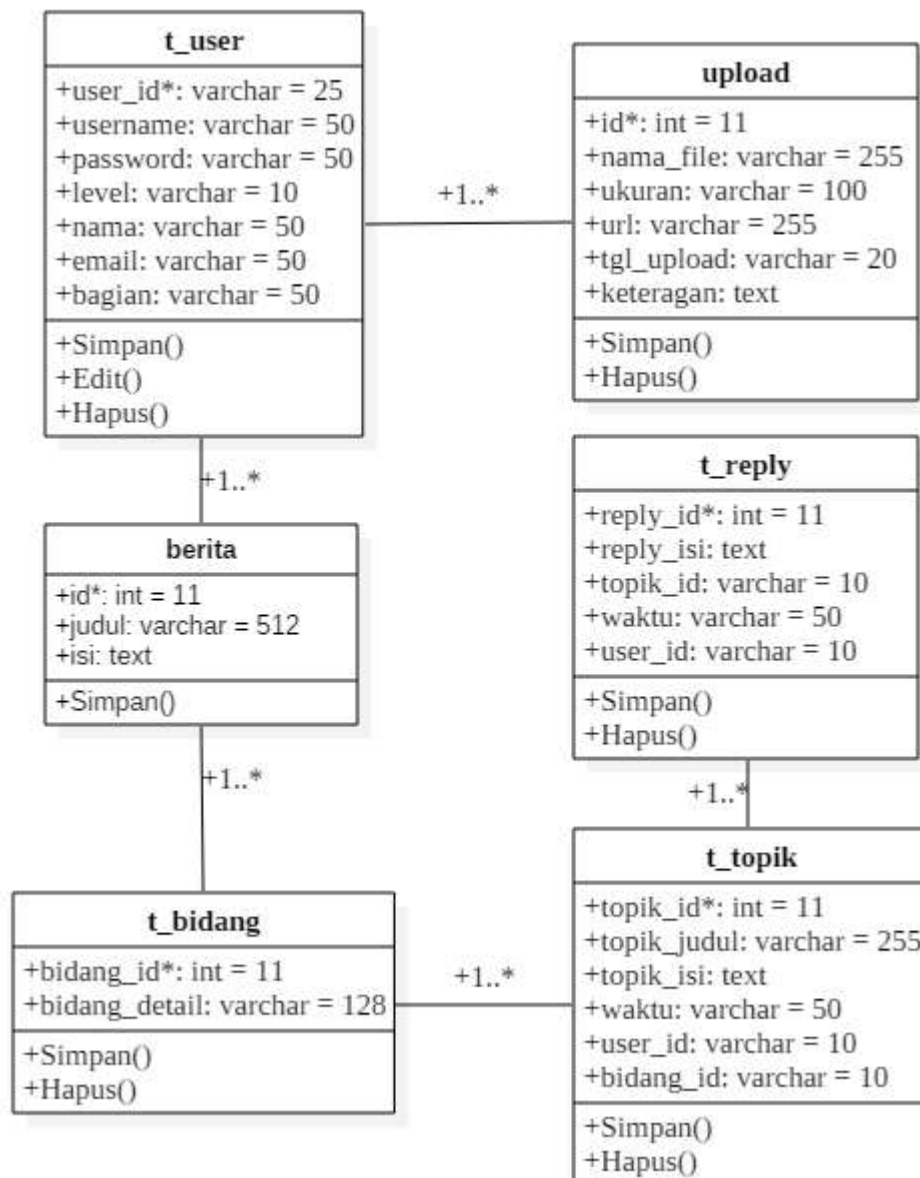 t_user
+user_id*: varchar = 25
+username: varchar = 50
+password: varchar = 50
+level: varchar = 10
+nama: varchar = 50
+email: varchar = 50
+bagian: varchar = 50
+Simpan()
+Edit()
+Hapus()
+1..*
upload
+id*: int = 11
+nama_file: varchar = 255
+ukuran: varchar = 100
+url: varchar = 255
+tgl_upload: varchar = 20
+keteragan: text
+Simpan()
+Hapus()
+1..*
berita
+id*: int = 11
+judul: varchar = 512
+isi: text
+Simpan()
+1..*
t_reply
+reply_id*: int = 11
+reply_isi: text
+topik_id: varchar = 10
+waktu: varchar = 50
+user_id: varchar = 10
+Simpan()
+Hapus()
+1..*
t_bidang
+bidang_id*: int = 11
+bidang_detail: varchar = 128
+Simpan()
+Hapus()
+1..*
t_topik
+topik_id*: int = 11
+topik_judul: varchar = 255
+topik_isi: text
+waktu: varchar = 50
+user_id: varchar = 10
+bidang_id: varchar = 10
+Simpan()
+Hapus()